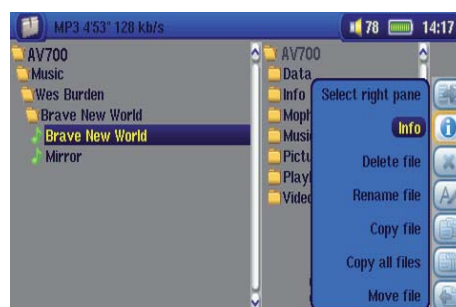 MP3 4'53" 128 kb/s
78
14:17
AV700
Music
Wes Burden
Brave New World
Brave New World
Mirror
AV700
Data
Info
Moph
Musi
Pictu
Playl
Video
Select right pane
Info
Delete file
Rename file
Copy file
Copy all files
Move file